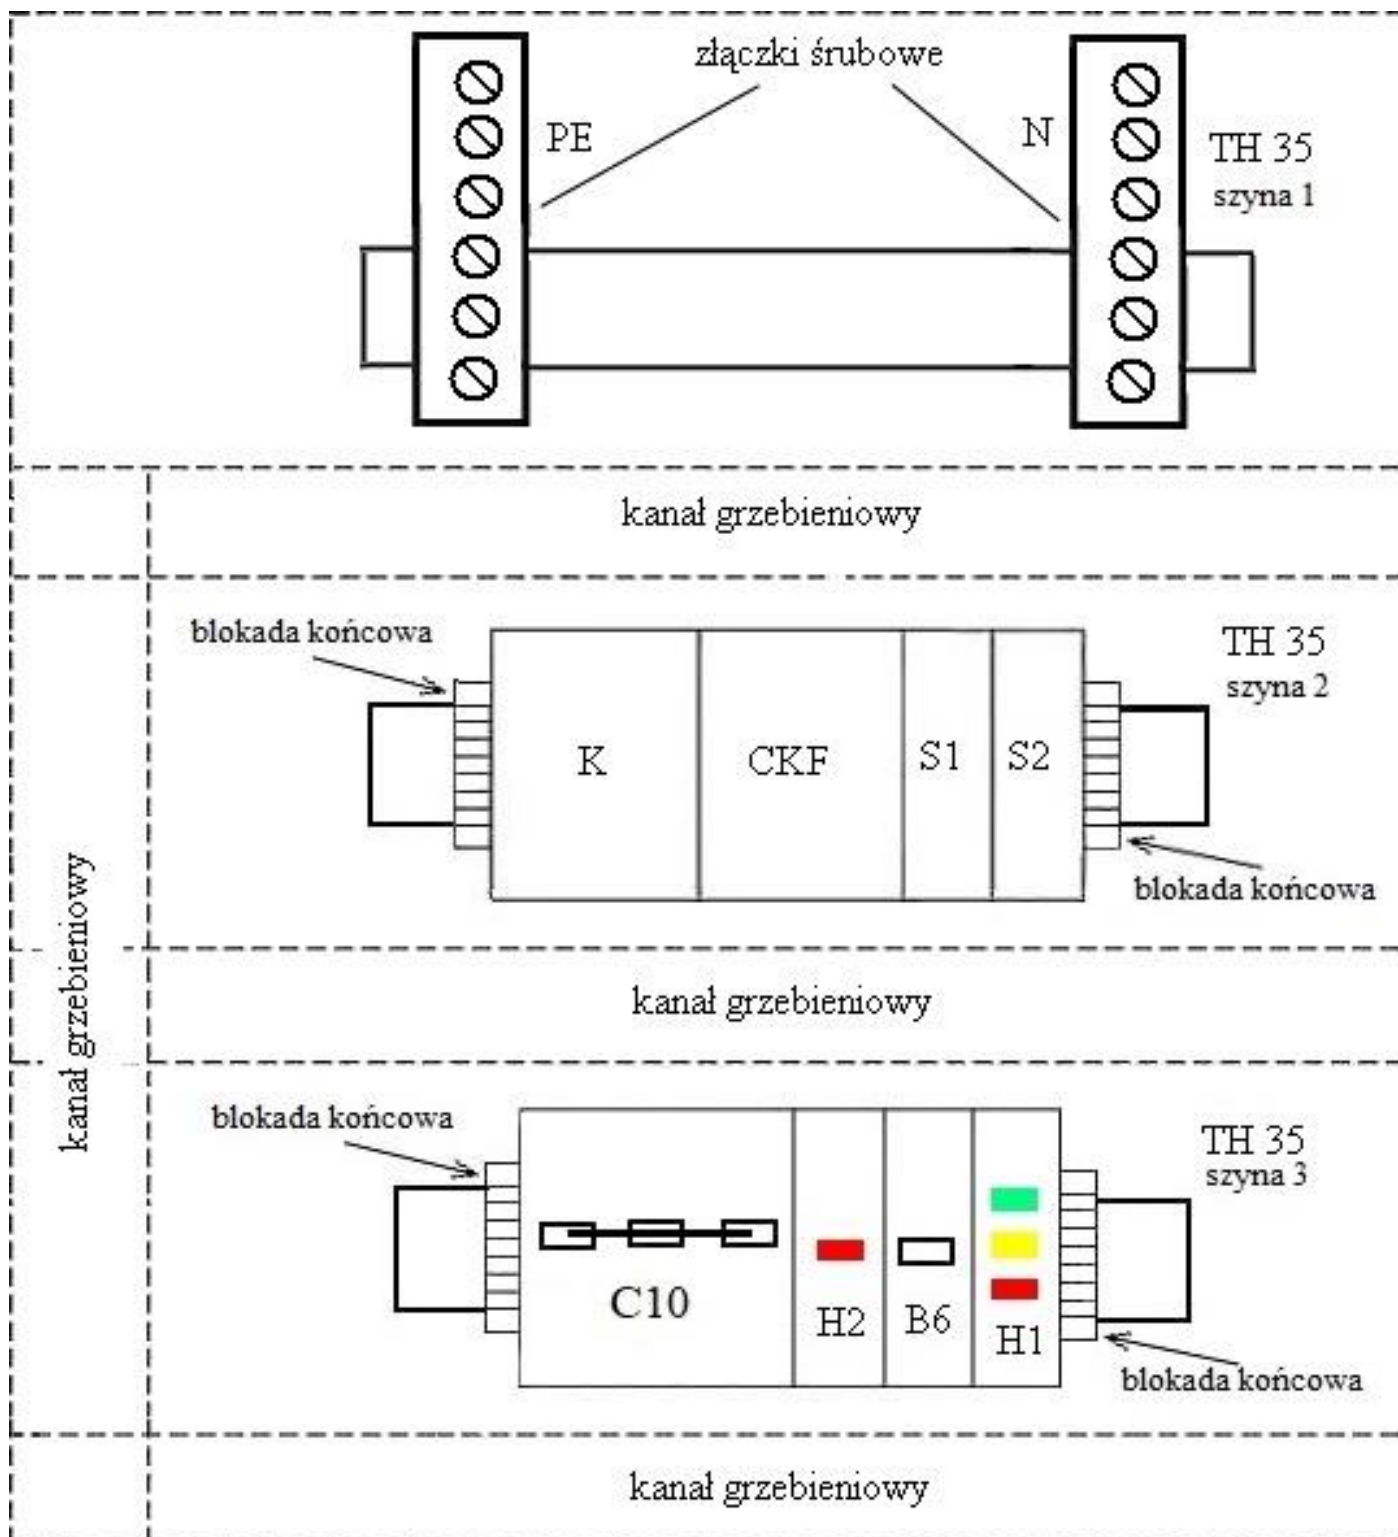 złączki śrubowe
PE
N
TH 35
szyna 1
kanał grzebieniowy
blokada końcowa
TH 35
szyna 2
K
CKF
S1
S2
blokada końcowa
kanał grzebieniowy
kanał grzebieniowy
blokada końcowa
TH 35
szyna 3
C10
H2
B6
H1
blokada końcowa
kanał grzebieniowy